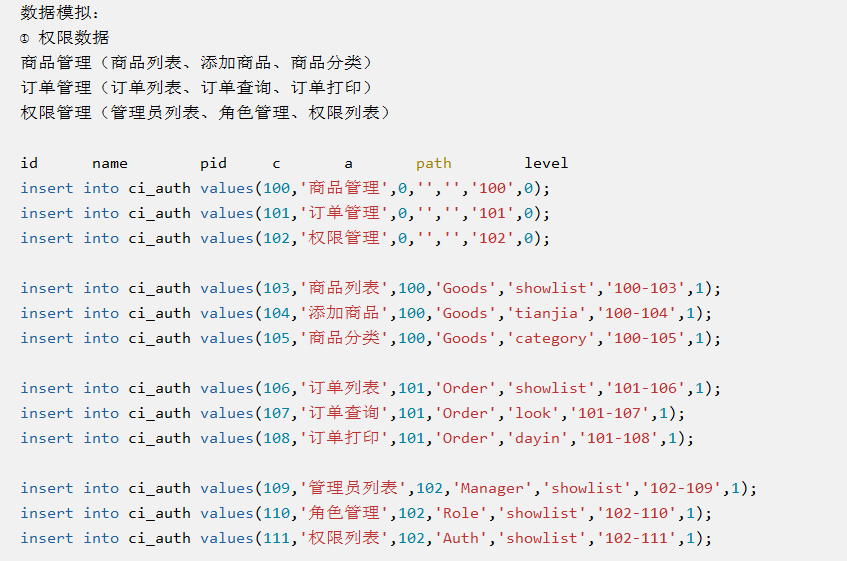 数据模拟：
① 权限数据
商品管理（商品列表、添加商品、商品分类）
订单管理（订单列表、订单查询、订单打印）
权限管理（管理员列表、角色管理、权限列表）
id name pid c a path level
insert into ci_auth values(100,'商品管理',0,'','','100',0);
insert into ci_auth values(101,'订单管理',0,'','','101',0);
insert into ci_auth values(102,'权限管理',0,'','','102',0);
insert into ci_auth values(103,'商品列表',100,'Goods','showlist','100-103',1);
insert into ci_auth values(104,'添加商品',100,'Goods','tianjia','100-104',1);
insert into ci_auth values(105,'商品分类',100,'Goods','category','100-105',1);
insert into ci_auth values(106,'订单列表',101,'Order','showlist','101-106',1);
insert into ci_auth values(107,'订单查询',101,'Order','look','101-107',1);
insert into ci_auth values(108,'订单打印',101,'Order','dayin','101-108',1);
insert into ci_auth values(109,'管理员列表',102,'Manager','showlist','102-109',1);
insert into ci_auth values(110,'角色管理',102,'Role','showlist','102-110',1);
insert into ci_auth values(111,'权限列表',102,'Auth','showlist','102-111',1);